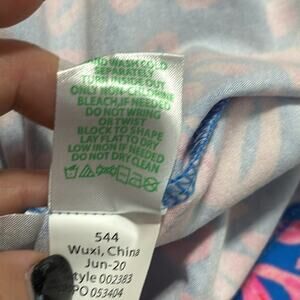 HAND WASH COLD
SEPARATELY
TURN INSIDE OUT
ONLY NON-CHLORINE
BLEACH, IF NEEDED
DO NOT WRING
OR TWIST
BLOCK TO SHAPE
LAY FLAT TO DRY
LOW IRON IF NEEDED
DO NOT DRY CLEAN
544
Wuxi, China
Jun-20
Style 002383
PO 053404